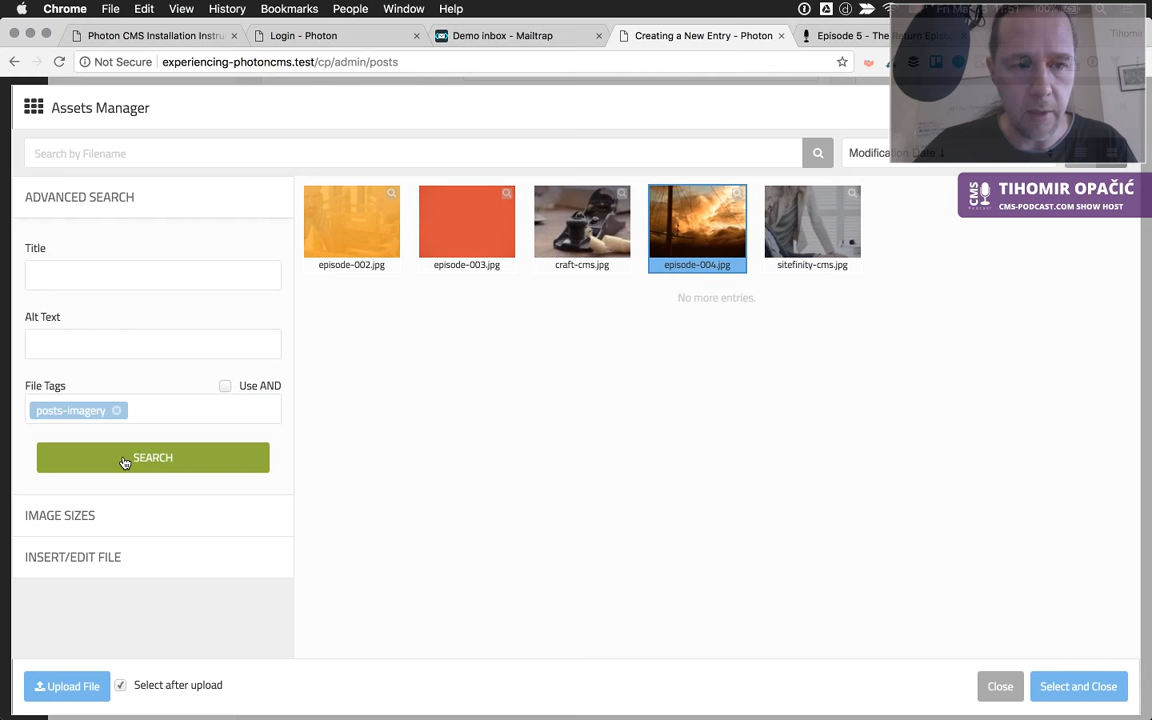 Chrome File Edit View History Bookmarks People Window Help
Photon CMS Installation Instru
Login - Photon
Demo inbox - Mailtrap
Creating a New Entry - Photon
Episode 5 - The Return Episo
Tihomir
Not Secure experiencing-photoncms.test/cp/admin/posts
Assets Manager
Search by Filename
Modification Date ↓
TIHOMIR OPAČIĆ
CMS-PODCAST.COM SHOW HOST
CMS
ADVANCED SEARCH
Title
Alt Text
File Tags
Use AND
posts-imagery
SEARCH
IMAGE SIZES
INSERT/EDIT FILE
episode-002.jpg
episode-003.jpg
craft-cms.jpg
episode-004.jpg
sitefinity-cms.jpg
No more entries.
Upload File
Select after upload
Close
Select and Close